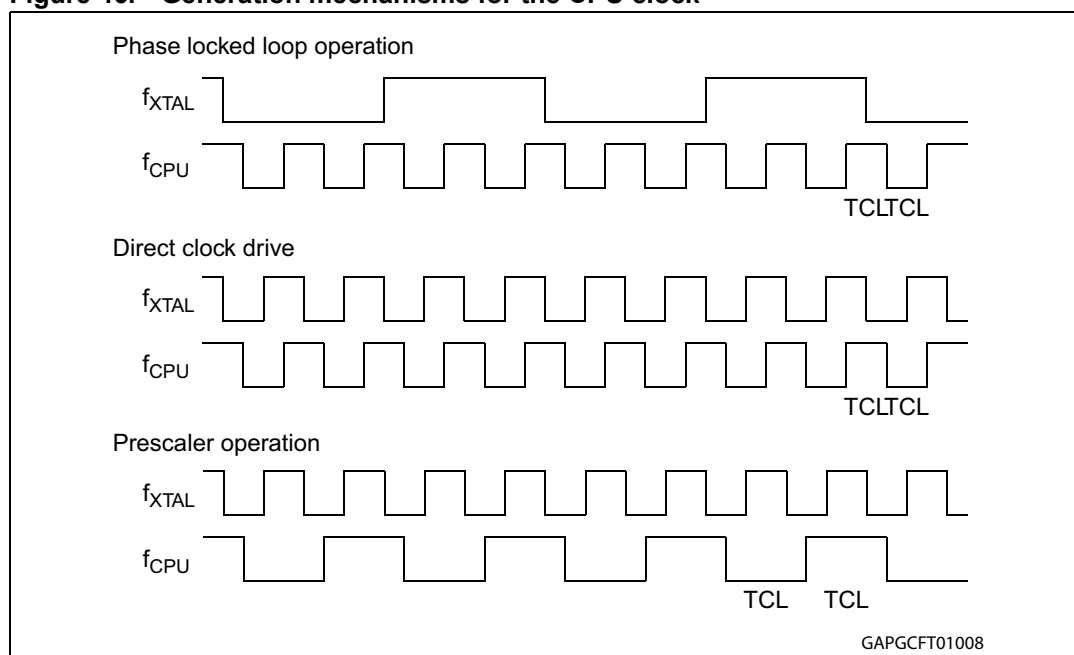 Phase locked loop operation
fXTAL
fCPU
TCLTCL
Direct clock drive
fXTAL
fCPU
TCLTCL
Prescaler operation
fXTAL
fCPU
TCL TCL
GAPGCFT01008